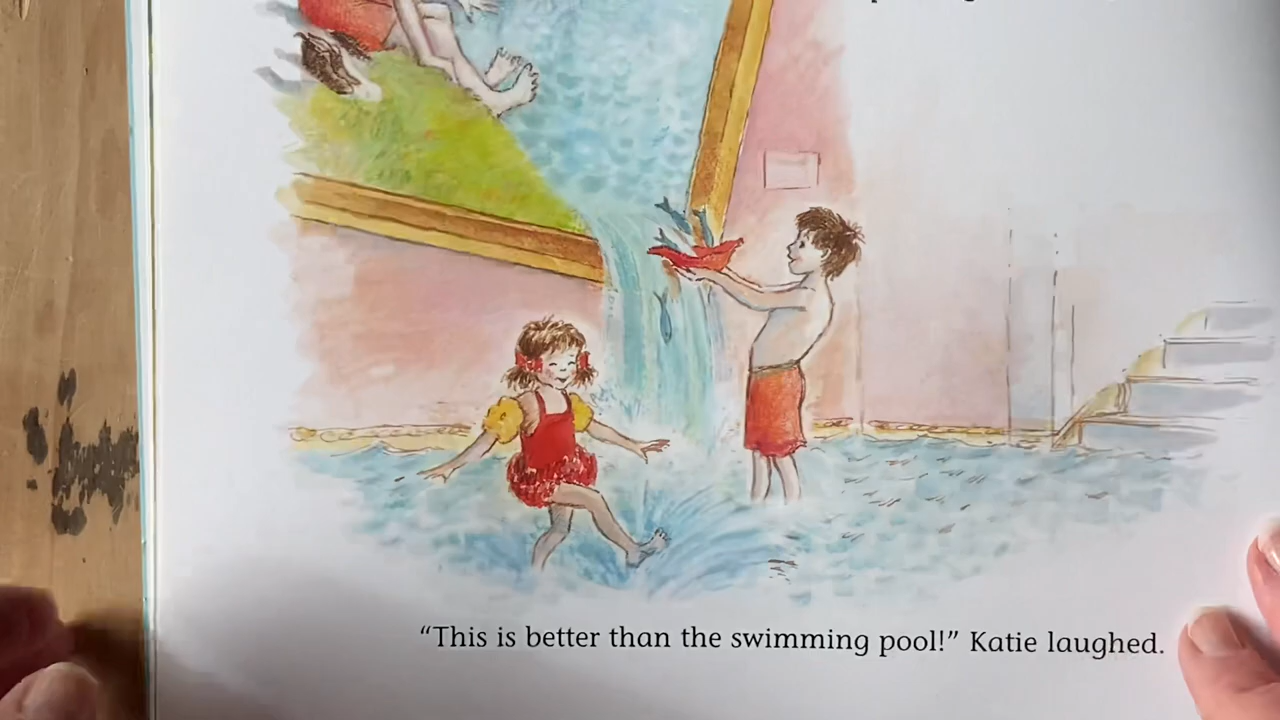 “This is better than the swimming pool!” Katie laughed.